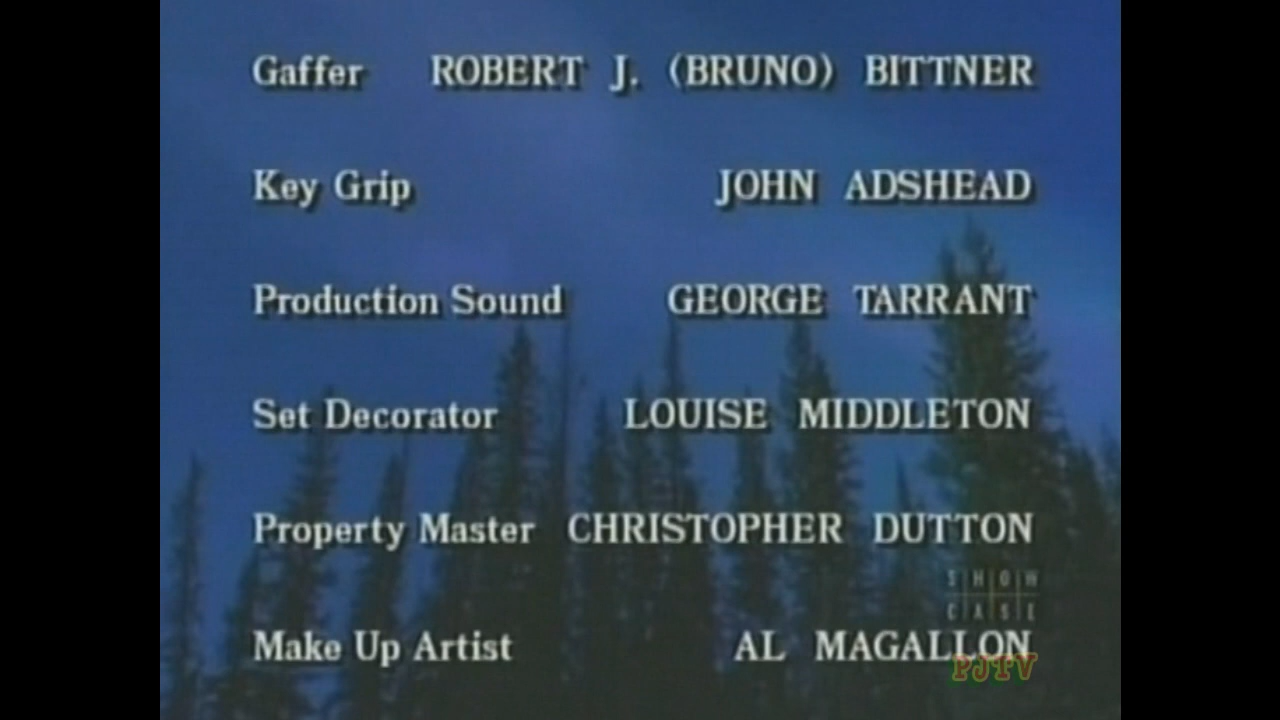 Gaffer ROBERT J. (BRUNO) BITTNER
Key Grip JOHN ADSHEAD
Production Sound GEORGE TARRANT
Set Decorator LOUISE MIDDLETON
Property Master CHRISTOPHER DUTTON
SHOW
CASE
Make Up Artist AL MAGALLON
PJTV